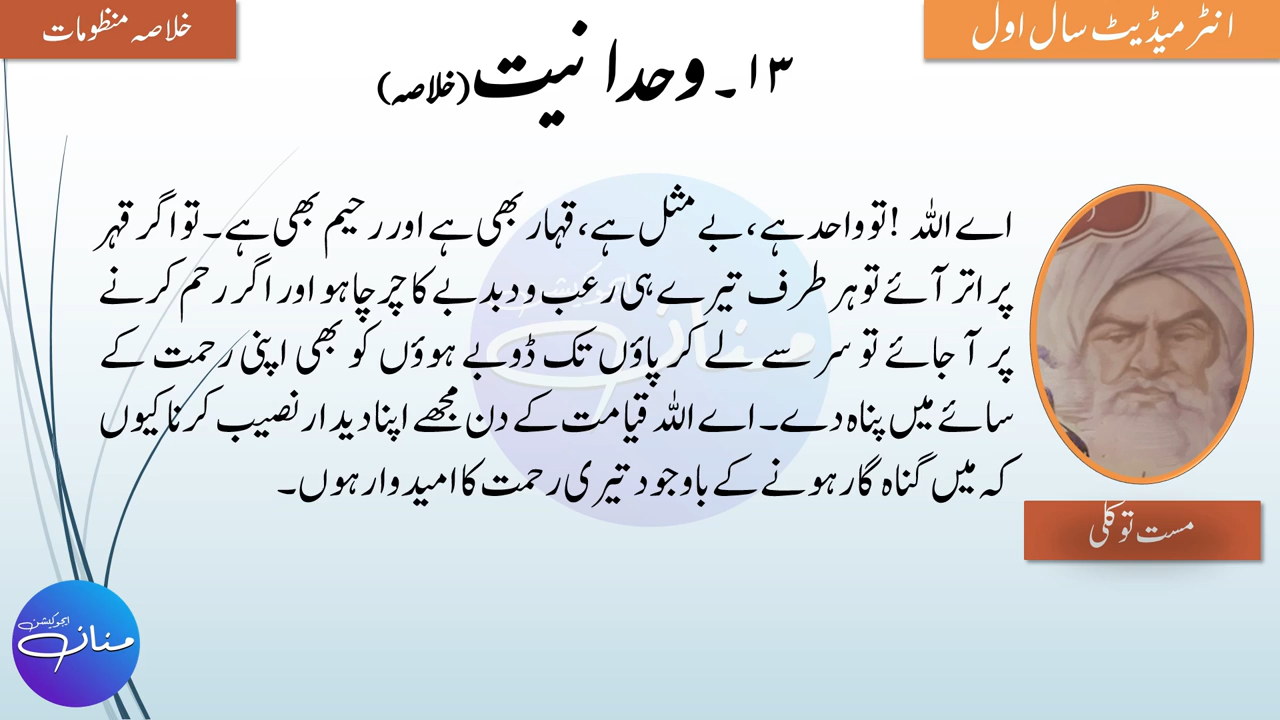 انٹرمیڈیٹ سال اول
خلاصہ منظومات
۱۳۔وحدانیت(خلاصہ)
اے اللہ !تو واحد ہے،بے مثل ہے،قہار بھی ہے اور رحیم بھی ہے۔تو اگر قہر
پر اتر آئے تو ہر طرف تیرے ہی رعب و دبدبے کا چرچا ہو اور اگر رحم کرنے
پر آ جائے تو سر سے لے کر پاؤں تک ڈوبے ہوؤں کو بھی اپنی رحمت کے
سائے میں پناہ دے۔اے اللہ قیامت کے دن مجھے اپنا دیدار نصیب کرنا کیوں
کہ میں گناہ گار ہونے کے باوجود تیری رحمت کا امیدوار ہوں۔
مست توکلی
ایجوکیشن
منان